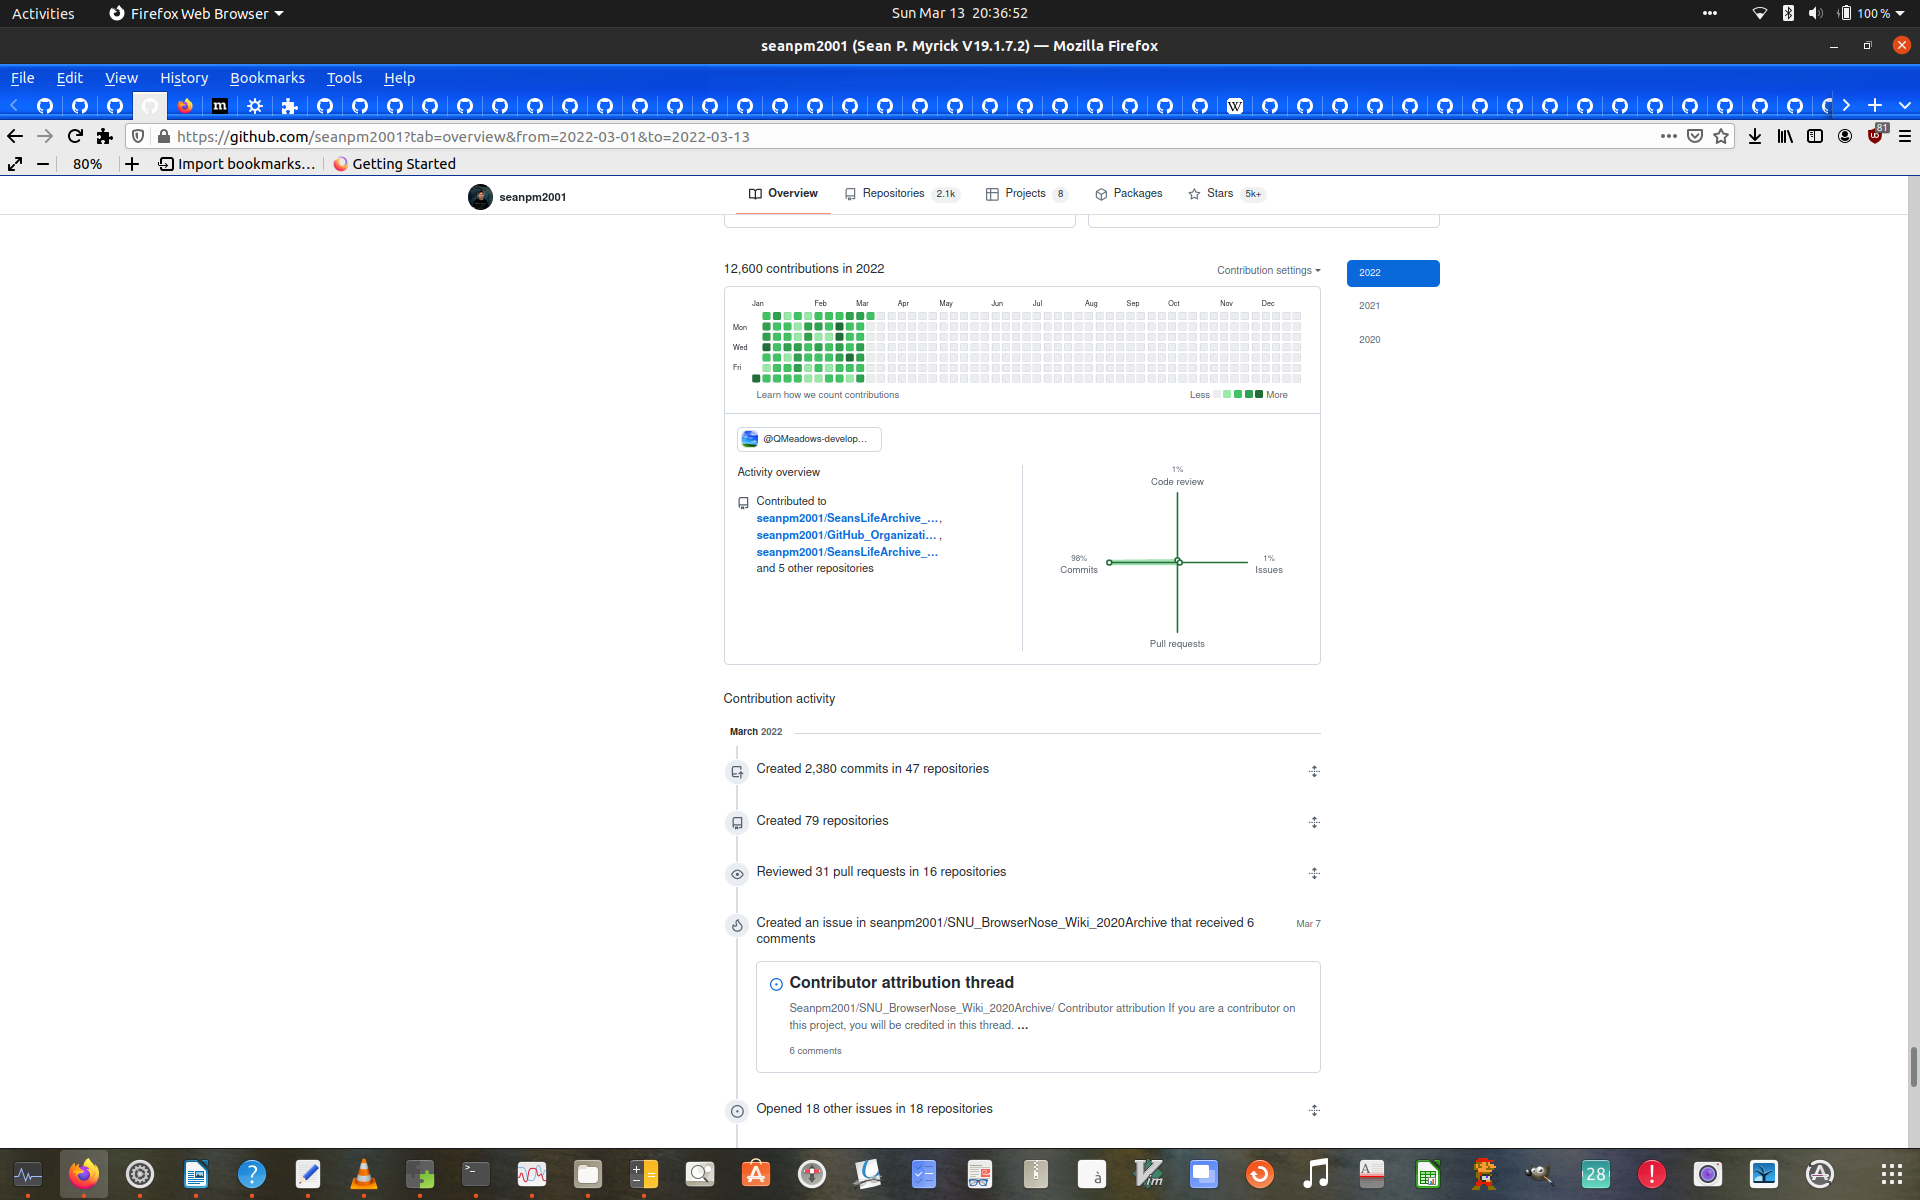 Activities
Firefox Web Browser
Sun Mar 13 20:36:52
100 %
seanpm2001 (Sean P. Myrick V19.1.7.2) — Mozilla Firefox
File Edit View History Bookmarks Tools Help
m
W
https://github.com/seanpm2001?tab=overview&from=2022-03-01&to=2022-03-13
81
80%
Import bookmarks...
Getting Started
seanpm2001
Overview
Repositories 2.1k
Projects 8
Packages
Stars 5k+
12,600 contributions in 2022
Contribution settings
2022
2021
2020
Jan Feb Mar Apr May Jun Jul Aug Sep Oct Nov Dec
Mon
Wed
Fri
Learn how we count contributions
Less More
@QMeadows-develop...
Activity overview
Contributed to
seanpm2001/SeansLifeArchive_...,
seanpm2001/GitHub_Organizati... ,
seanpm2001/SeansLifeArchive_...
and 5 other repositories
1%
Code review
98%
Commits
1%
Issues
Pull requests
Contribution activity
March 2022
Created 2,380 commits in 47 repositories
Created 79 repositories
Reviewed 31 pull requests in 16 repositories
Created an issue in seanpm2001/SNU_BrowserNose_Wiki_2020Archive that received 6
comments
Mar 7
Contributor attribution thread
Seanpm2001/SNU_BrowserNose_Wiki_2020Archive/ Contributor attribution If you are a contributor on
this project, you will be credited in this thread. ...
6 comments
Opened 18 other issues in 18 repositories
28